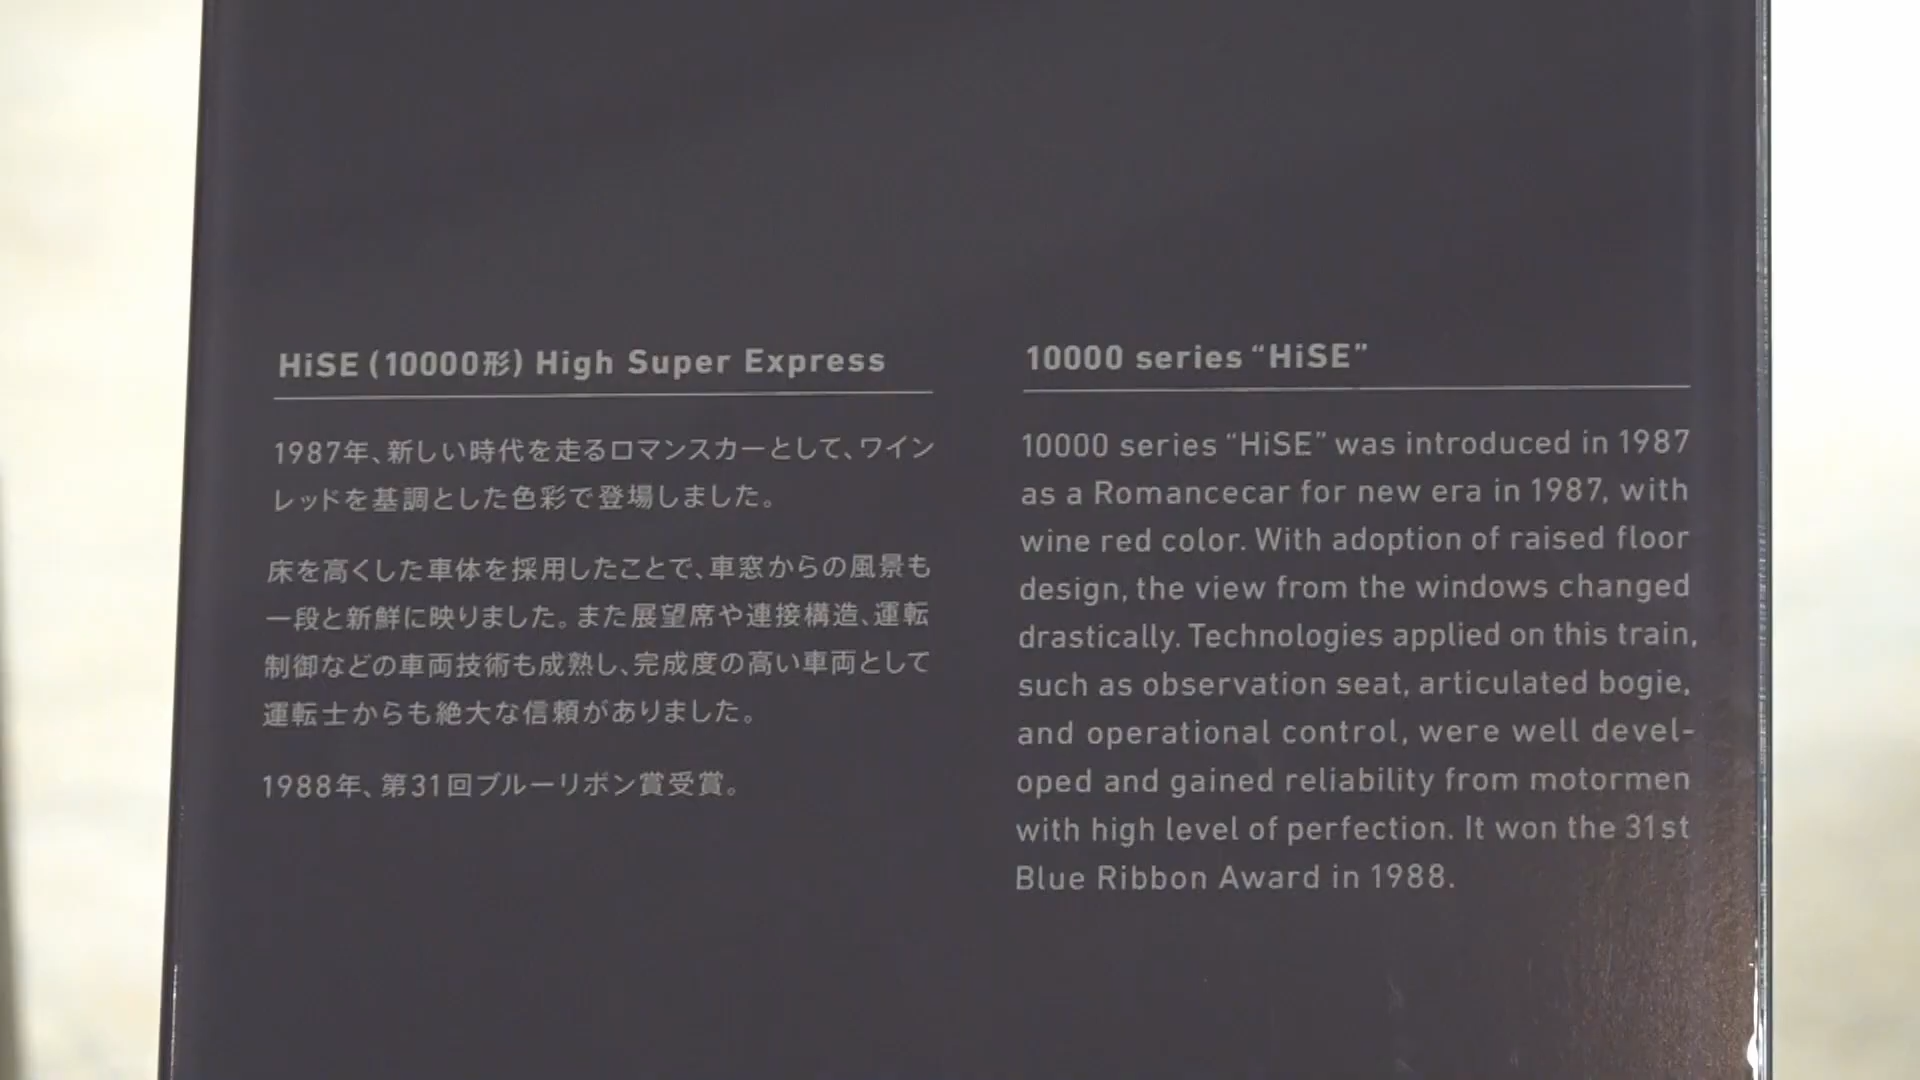 HiSE (10000形) High Super Express
1987年、新しい時代を走るロマンスカーとして、ワイン
レッドを基調とした色彩で登場しました。
床を高くした車体を採用したことで、車窓からの風景も
一段と新鮮に映りました。また展望席や連接構造、運転
制御などの車両技術も成熟し、完成度の高い車両として
運転士からも絶大な信頼がありました。
1988年、第31回ブルーリボン賞受賞。
10000 series “HiSE”
10000 series “HiSE” was introduced in 1987
as a Romancecar for new era in 1987, with
wine red color. With adoption of raised floor
design, the view from the windows changed
drastically. Technologies applied on this train,
such as observation seat, articulated bogie,
and operational control, were well devel-
oped and gained reliability from motormen
with high level of perfection. It won the 31st
Blue Ribbon Award in 1988.